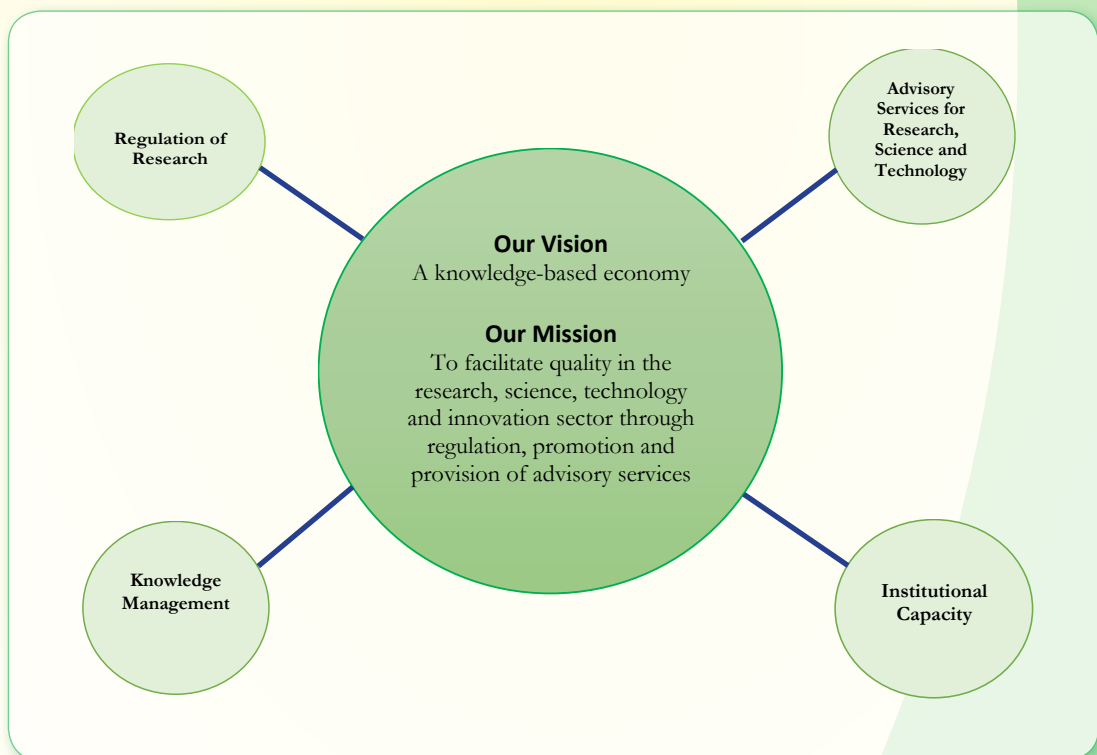 Regulation of
Research
Advisory
Services for
Research,
Science and
Technology
Our Vision
A knowledge-based economy
Our Mission
To facilitate quality in the
research, science, technology
and innovation sector through
regulation, promotion and
provision of advisory services
Knowledge
Management
Institutional
Capacity